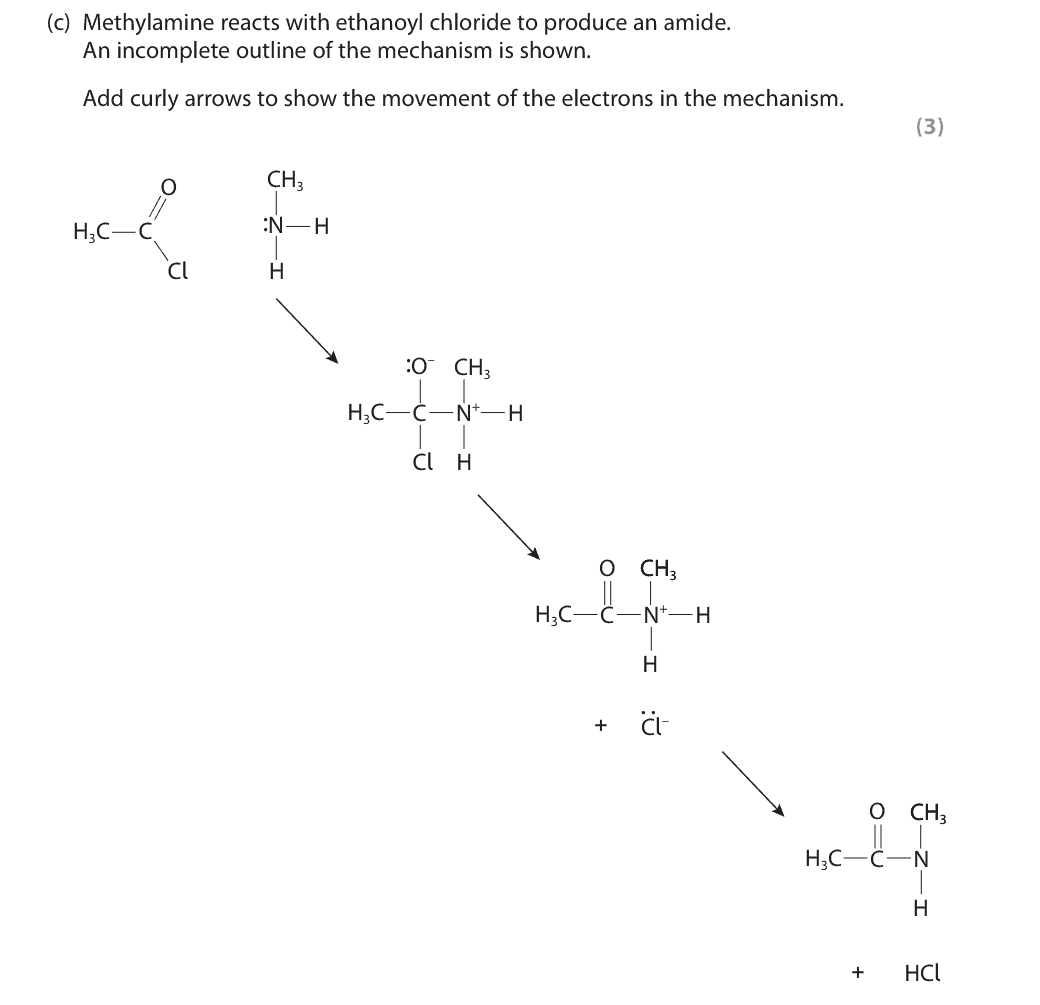 (c) Methylamine reacts with ethanoyl chloride to produce an amide.
An incomplete outline of the mechanism is shown.
Add curly arrows to show the movement of the electrons in the mechanism.
(3)
O CH₃
H₃C—C :N—H
Cl H
:O⁻ CH₃
H₃C—C—N⁺—H
Cl H
O CH₃
H₃C—C—N⁺—H
H
+ C̈l⁻
O CH₃
H₃C—C—N
H
+ HCl